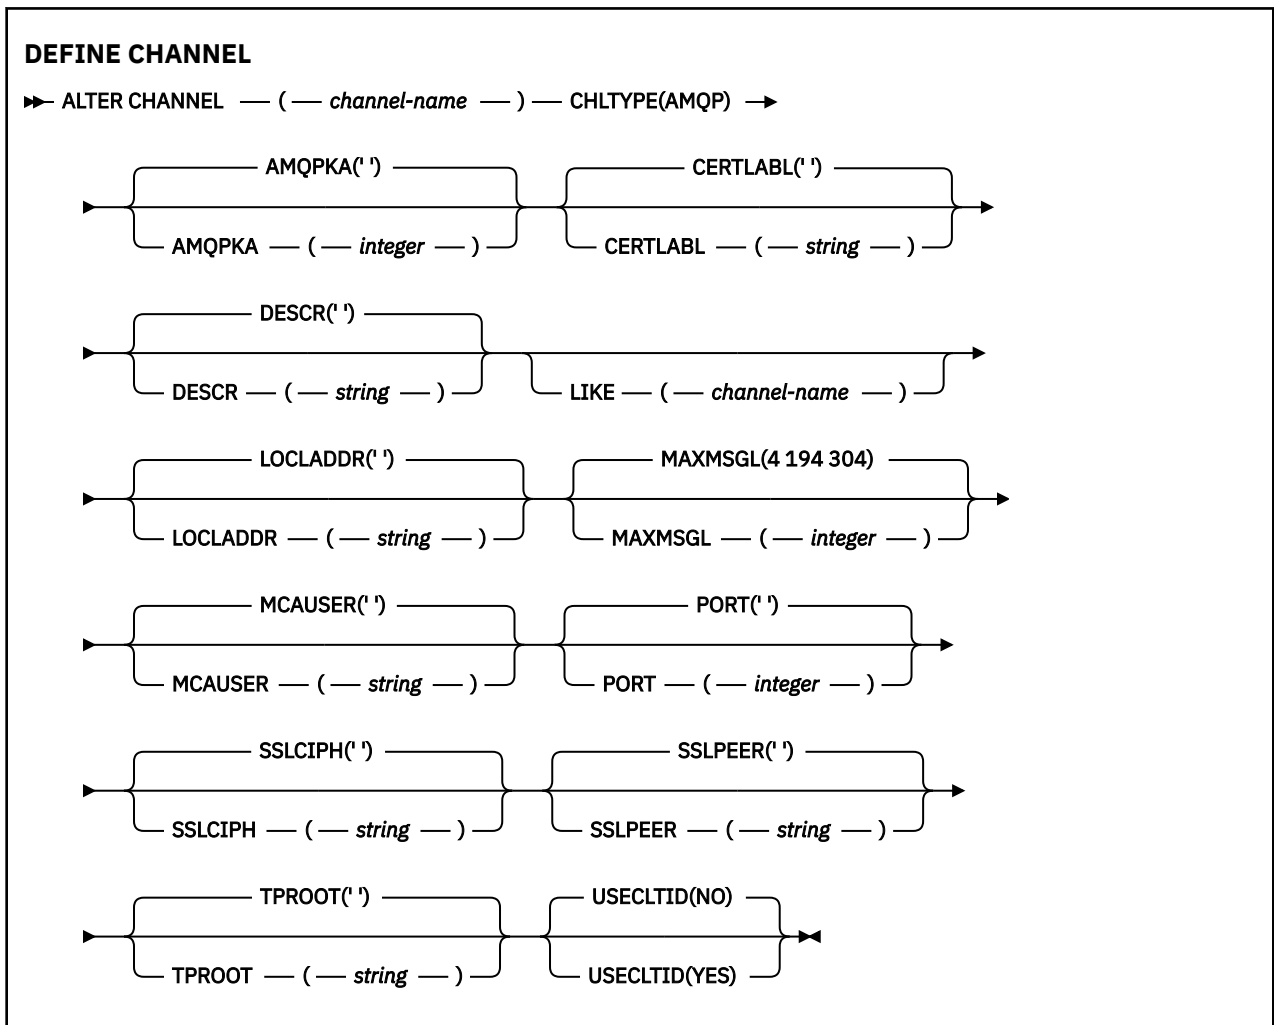 DEFINE CHANNEL
ALTER CHANNEL ( channel-name ) CHLTYPE(AMQP)
AMQPKA(' ') CERTLABL(' ')
AMQPKA ( integer ) CERTLABL ( string )
DESCR(' ')
DESCR ( string ) LIKE ( channel-name )
LOCLADDR(' ') MAXMSGL(4 194 304)
LOCLADDR ( string ) MAXMSGL ( integer )
MCAUSER(' ') PORT(' ')
MCAUSER ( string ) PORT ( integer )
SSLCIPH(' ') SSLPEER(' ')
SSLCIPH ( string ) SSLPEER ( string )
TPROOT(' ') USECLTID(NO)
TPROOT ( string ) USECLTID(YES)